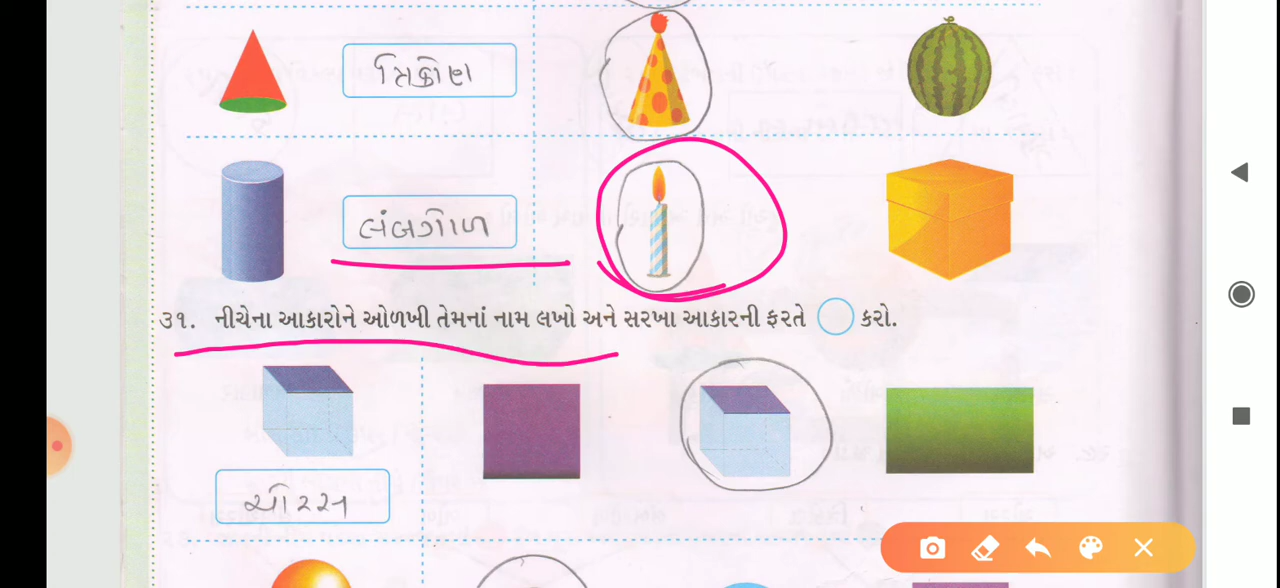 ત્રિકોણ
લંબગોળ
૩૧. નીચેના આકારોને ઓળખી તેમનાં નામ લખો અને સરખા આકારની ફરતે ◯ કરો.
ચોરસ